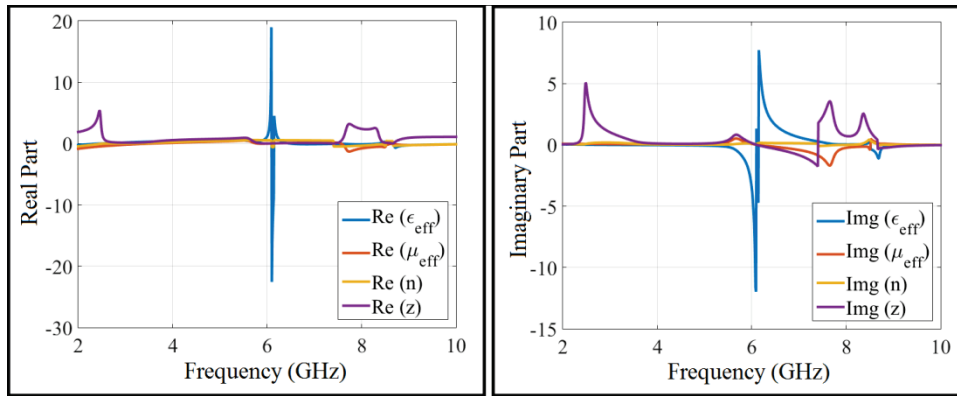 20
10
0
-10
-20
-30
Real Part
Re (ϵeff)
Re (μeff)
Re (n)
Re (z)
2 4 6 8 10
Frequency (GHz)
10
5
0
-5
-10
-15
Imaginary Part
Img (ϵeff)
Img (μeff)
Img (n)
Img (z)
2 4 6 8 10
Frequency (GHz)